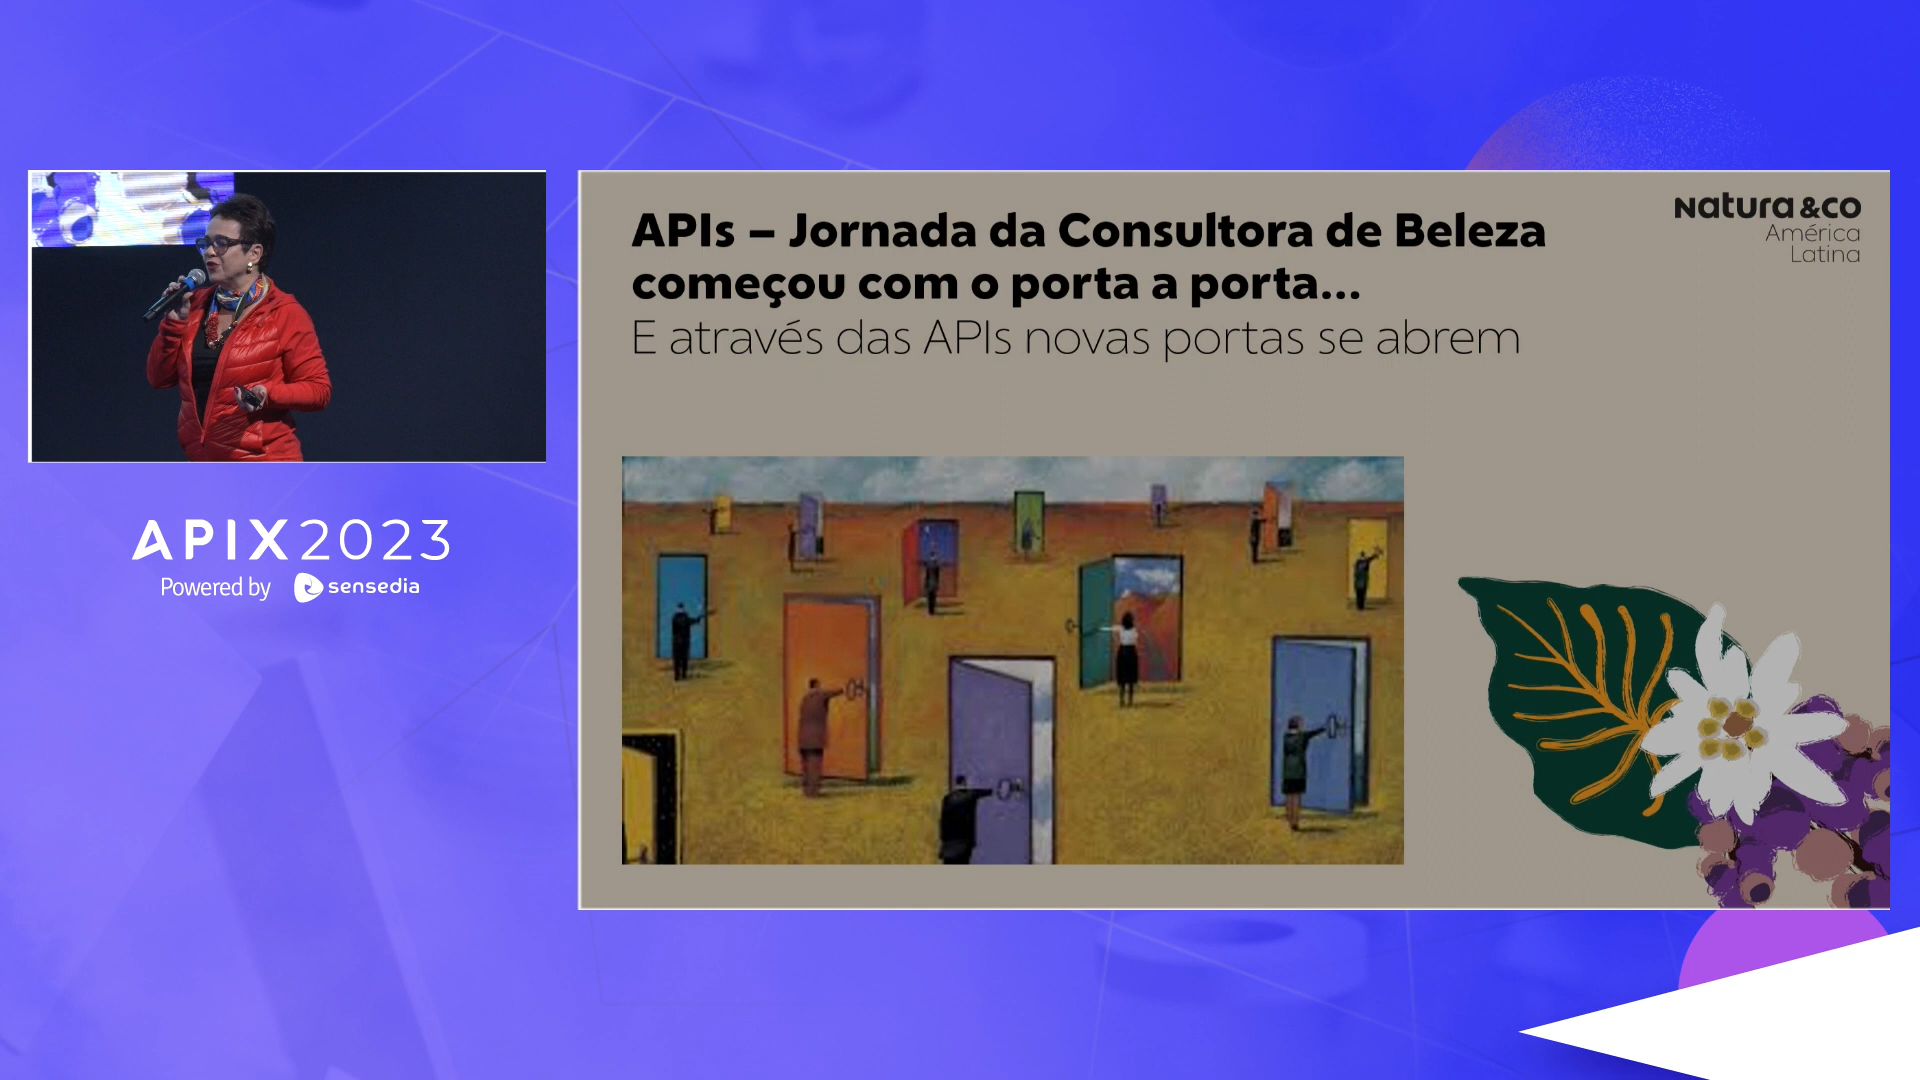 APIs – Jornada da Consultora de Beleza
começou com o porta a porta...
E através das APIs novas portas se abrem
Natura &co
América
Latina
APIX2023
Powered by sensedia